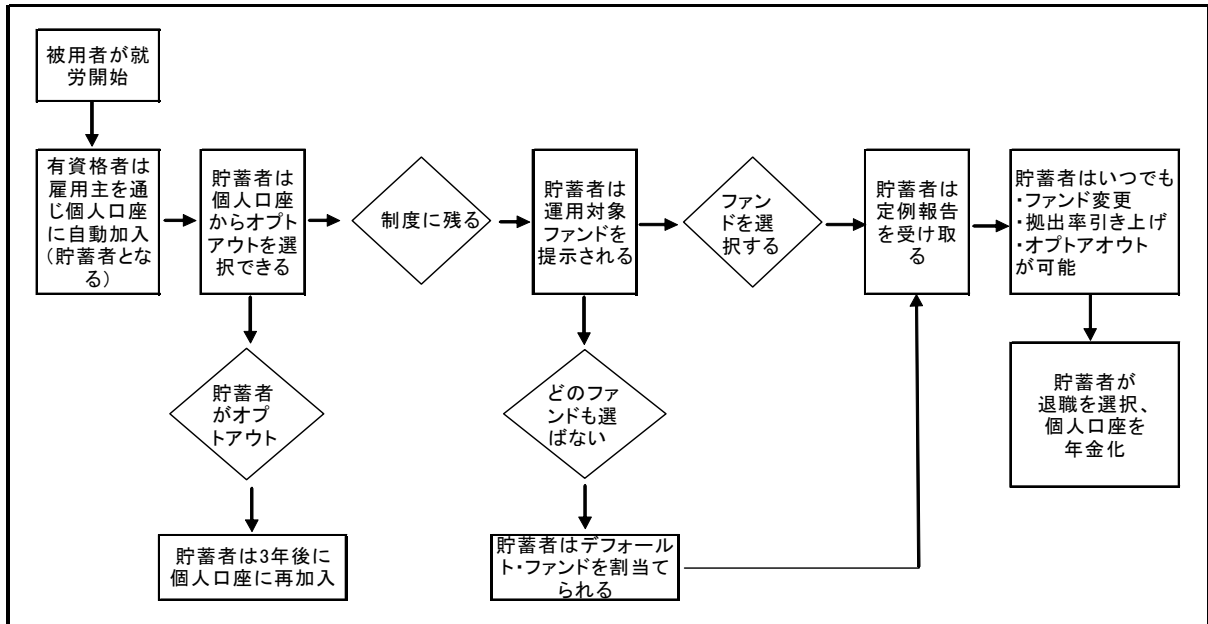 被用者が就
労開始
有資格者は
雇用主を通
じ個人口座
に自動加入
(貯蓄者とな
る)
貯蓄者は
個人口座
からオプト
アウトを選
択できる
制度に残る
貯蓄者は
運用対象
ファンドを
提示される
ファンド
を選
択する
貯蓄者は
定例報告
を受け取
る
貯蓄者はいつでも
・ファンド変更
・拠出率引き上げ
・オプトアオウト
が可能
貯蓄者
がオプ
トアウト
どのファ
ンドも選
ばない
貯蓄者が
退職を選択、
個人口座を
年金化
貯蓄者は3年後に
個人口座に再加入
貯蓄者はデフォール
ト・ファンドを割当て
られる